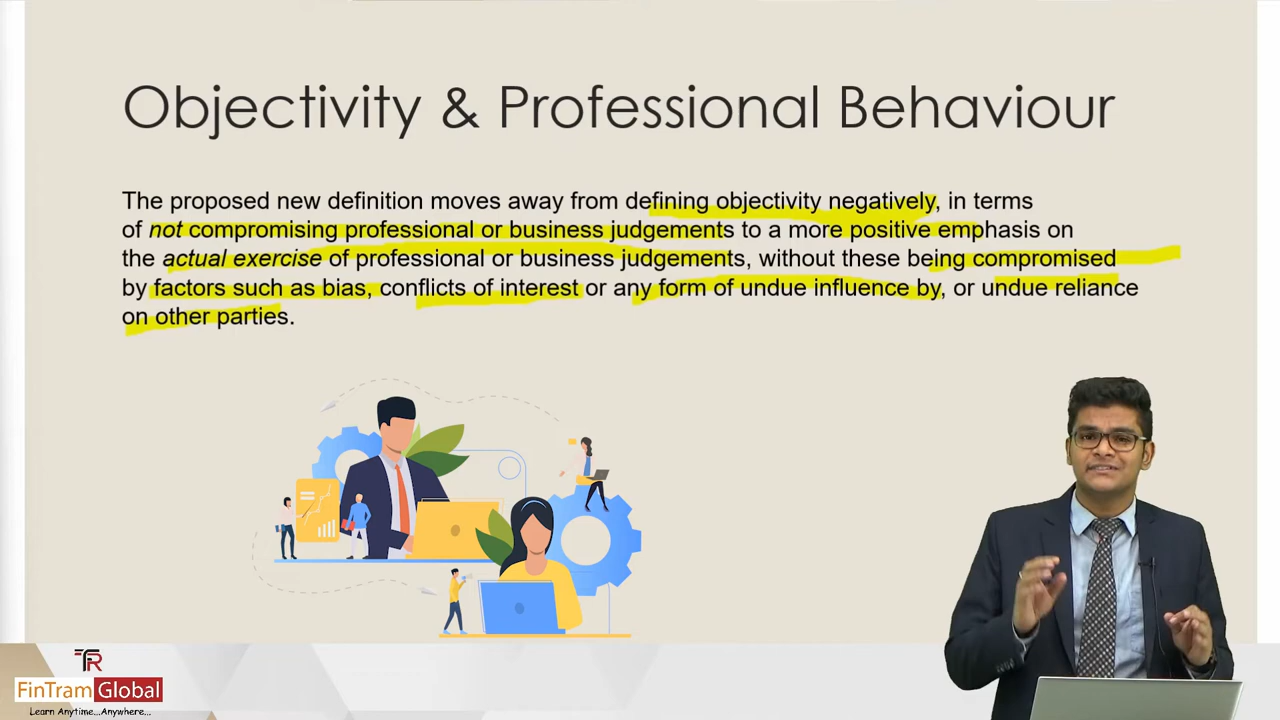 Objectivity & Professional Behaviour
The proposed new definition moves away from defining objectivity negatively, in terms
of not compromising professional or business judgements to a more positive emphasis on
the actual exercise of professional or business judgements, without these being compromised
by factors such as bias, conflicts of interest or any form of undue influence by, or undue reliance
on other parties.
FinTram Global
Learn Anytime...Anywhere...